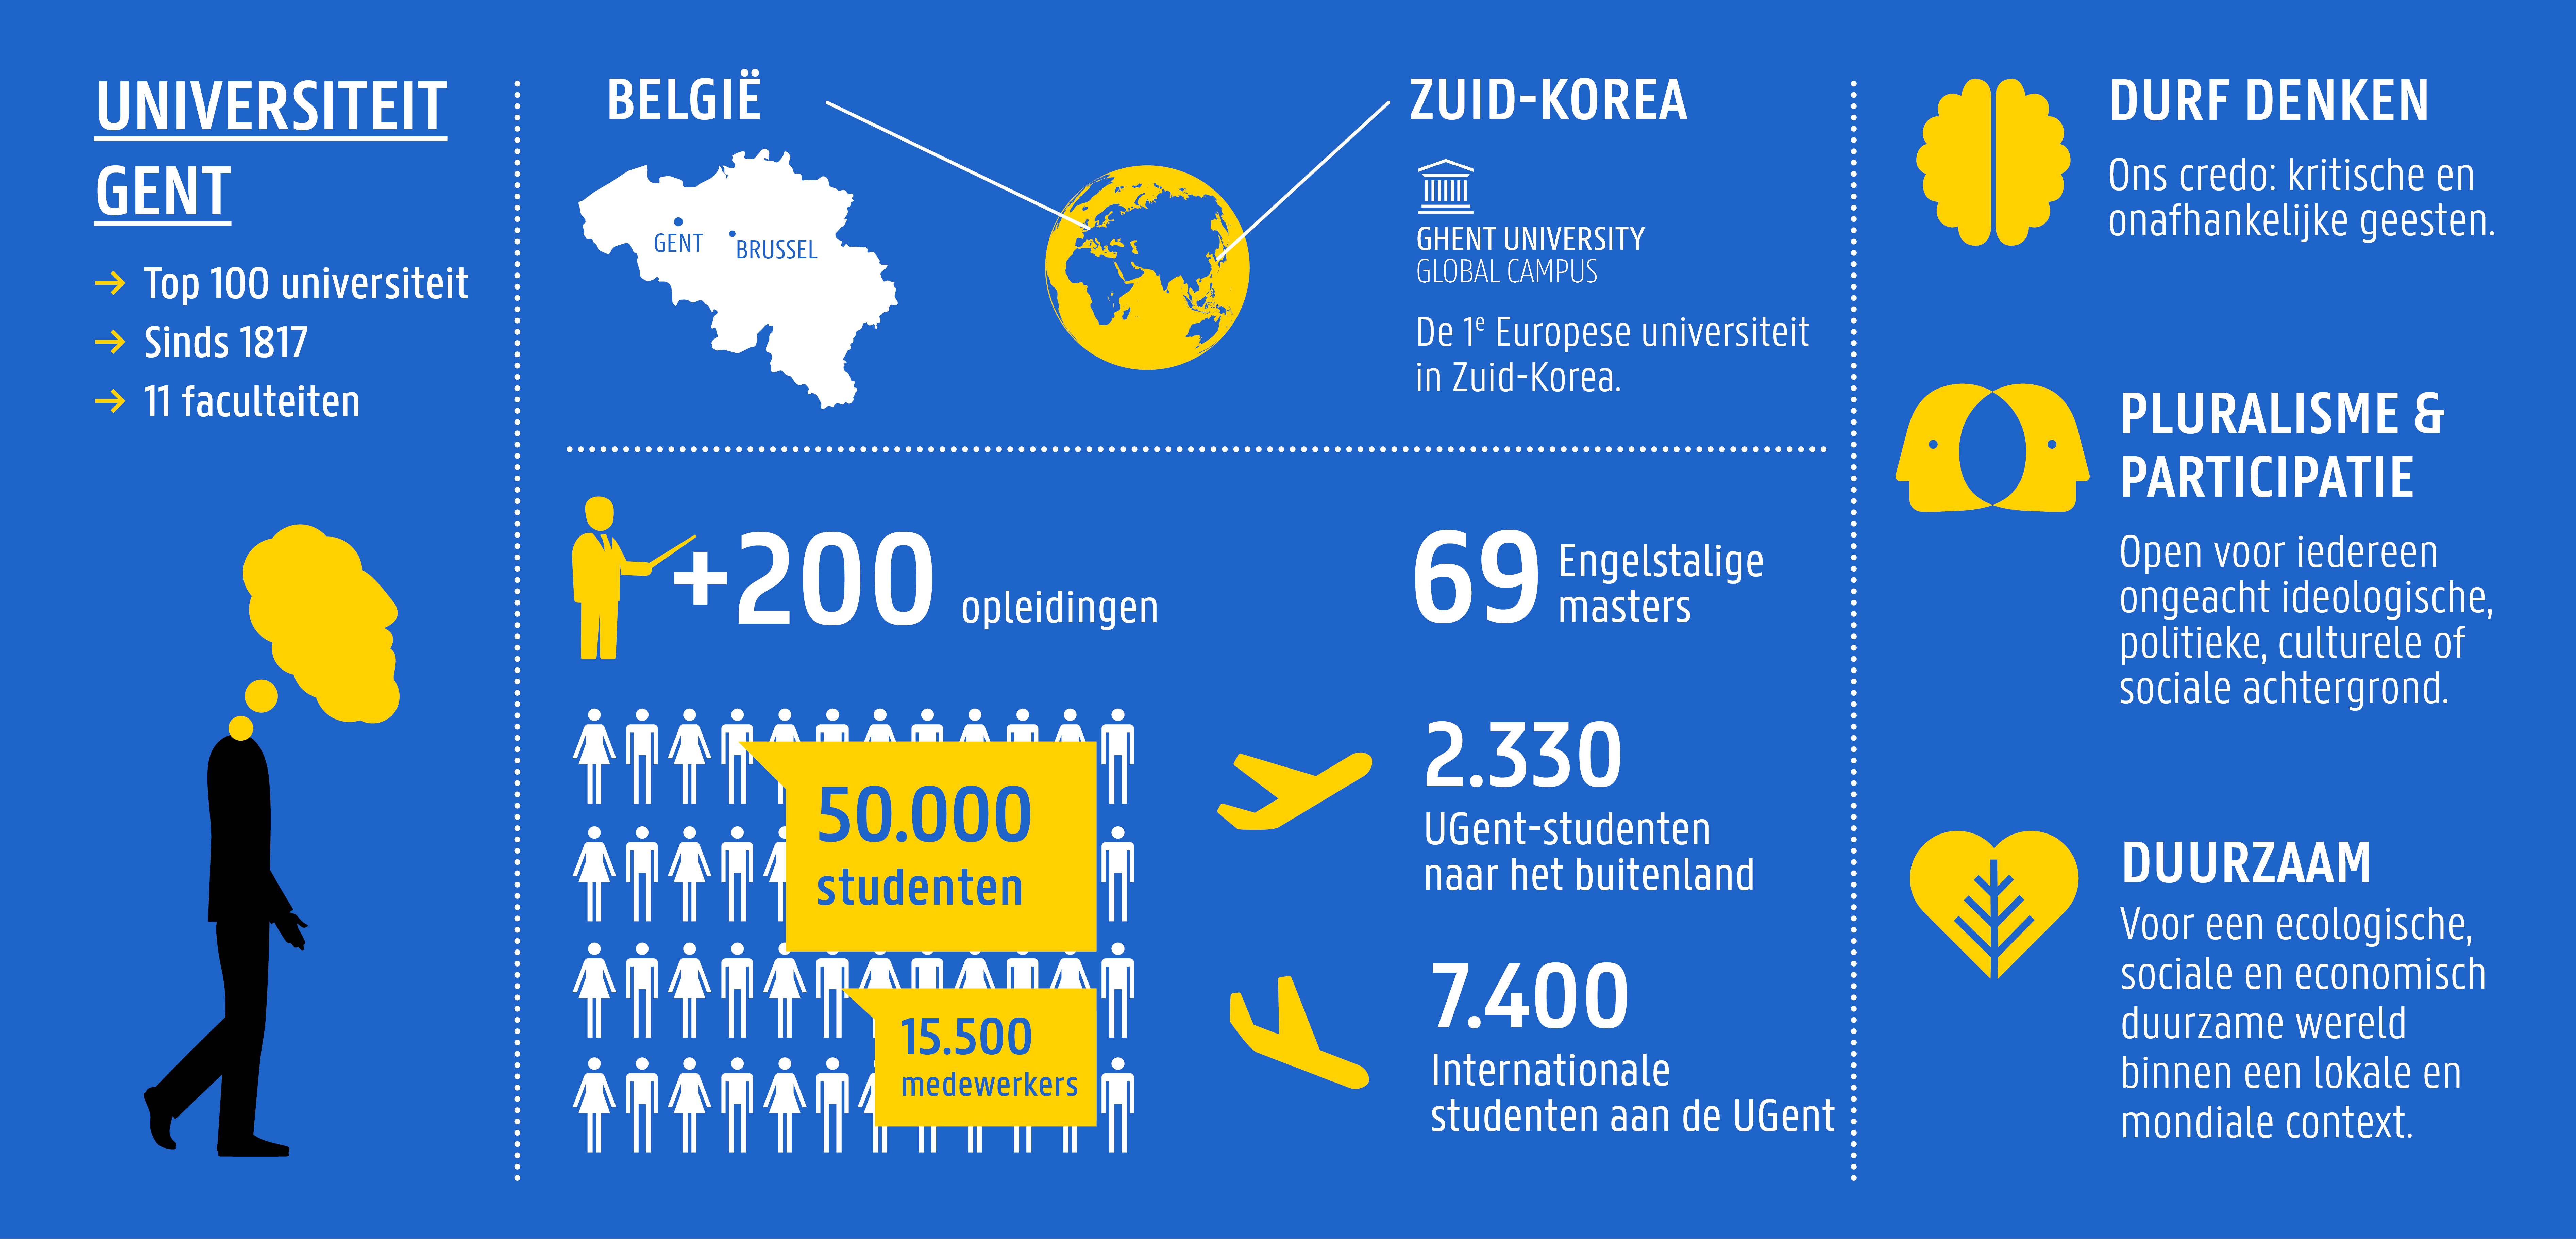 UNIVERSITEIT
GENT
Top 100 universiteit
Sinds 1817
11 faculteiten
BELGIË
GENT
BRUSSEL
ZUID-KOREA
GHENT UNIVERSITY
GLOBAL CAMPUS
De 1e Europese universiteit
in Zuid-Korea.
+200 opleidingen
69 Engelstalige
masters
50.000
studenten
15.500
medewerkers
2.330
UGent-studenten
naar het buitenland
7.400
Internationale
studenten aan de UGent
DURF DENKEN
Ons credo: kritische en
onafhankelijke geesten.
PLURALISME &
PARTICIPATIE
Open voor iedereen
ongeacht ideologische,
politieke, culturele of
sociale achtergrond.
DUURZAAM
Voor een ecologische,
sociale en economisch
duurzame wereld
binnen een lokale en
mondiale context.